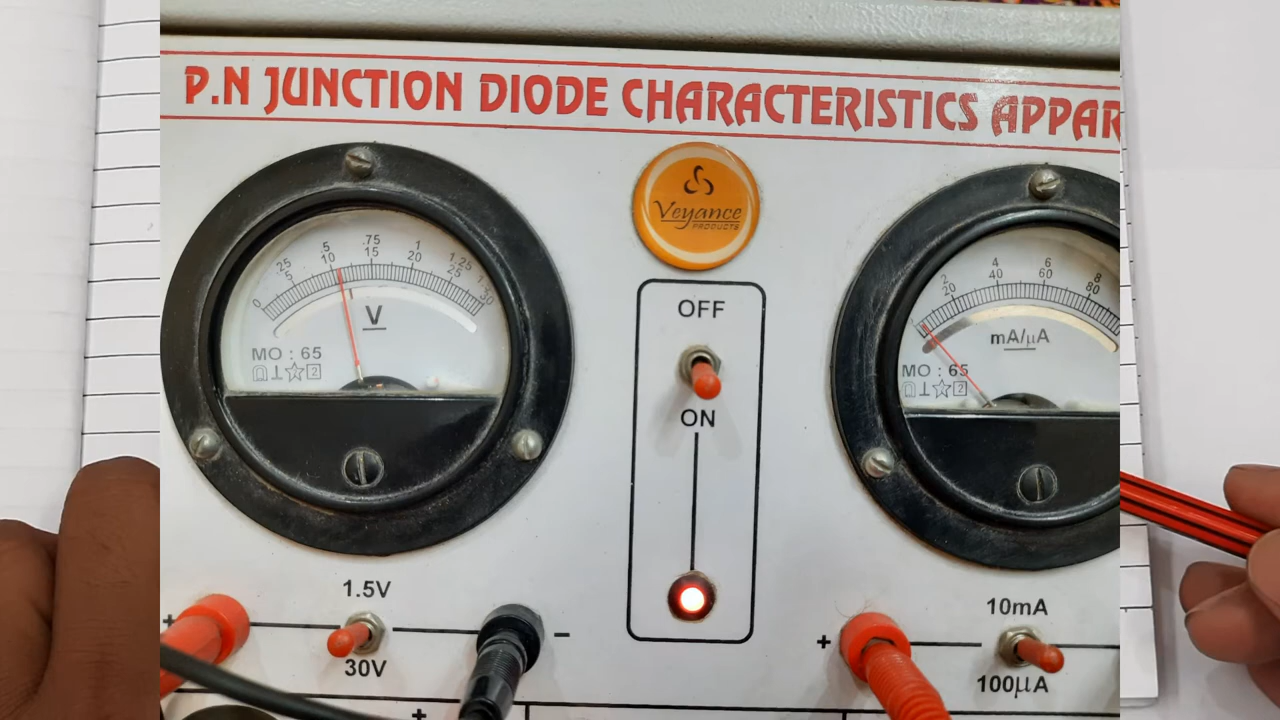 P.N JUNCTION DIODE CHARACTERISTICS APPAR
Veyance
PRODUCTS
0 .25 .5 .75 1 1.25
5 10 15 20 25 30
V
MO : 65
2
2 4 6 8
20 40 60 80
mA/µA
MO : 65
2
OFF
ON
1.5V
+ −
30V
10mA
+
100µA
+